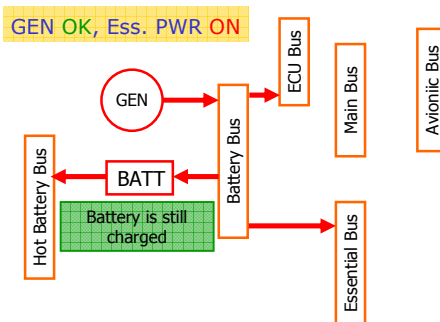 GEN OK, Ess. PWR ON
GEN
ECU Bus
Main Bus
Avioniic Bus
Battery Bus
Hot Battery Bus
BATT
Battery is still
charged
Essential Bus